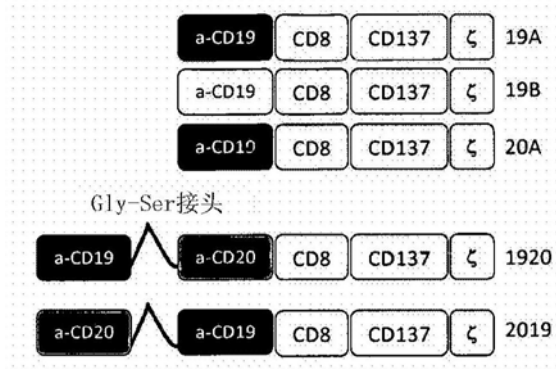 a-CD19 CD8 CD137 ζ 19A
a-CD19 CD8 CD137 ζ 19B
a-CD19 CD8 CD137 ζ 20A
Gly-Ser接头
a-CD19 a-CD20 CD8 CD137 ζ 1920
a-CD20 a-CD19 CD8 CD137 ζ 2019